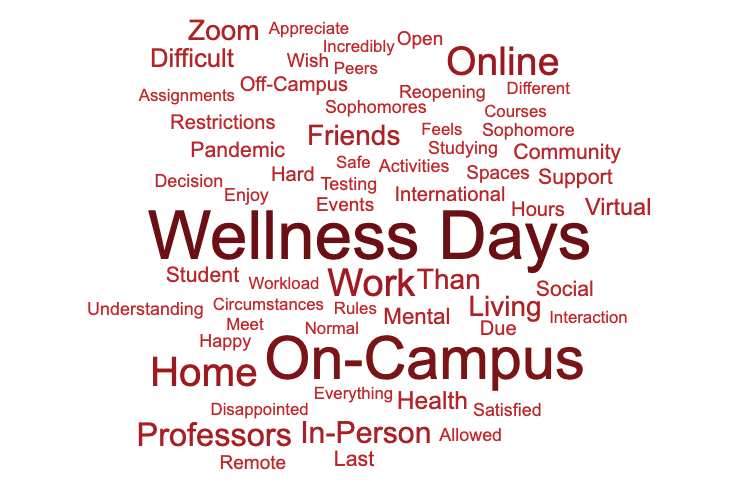 Zoom Appreciate
Incredibly Open
Difficult Wish Peers Online
Off-Campus
Assignments Reopening Different
Sophomores Courses
Restrictions Friends Feels Sophomore
Pandemic Studying Community
Safe Activities
Decision Hard Testing Spaces Support
Enjoy Events International Hours Virtual
Wellness Days
Student Workload Work Than Social
Understanding Circumstances Rules Mental Living Interaction
Meet Normal Due
Happy On-Campus
Home
Everything Health
Disappointed Satisfied
Professors In-Person Allowed
Remote Last